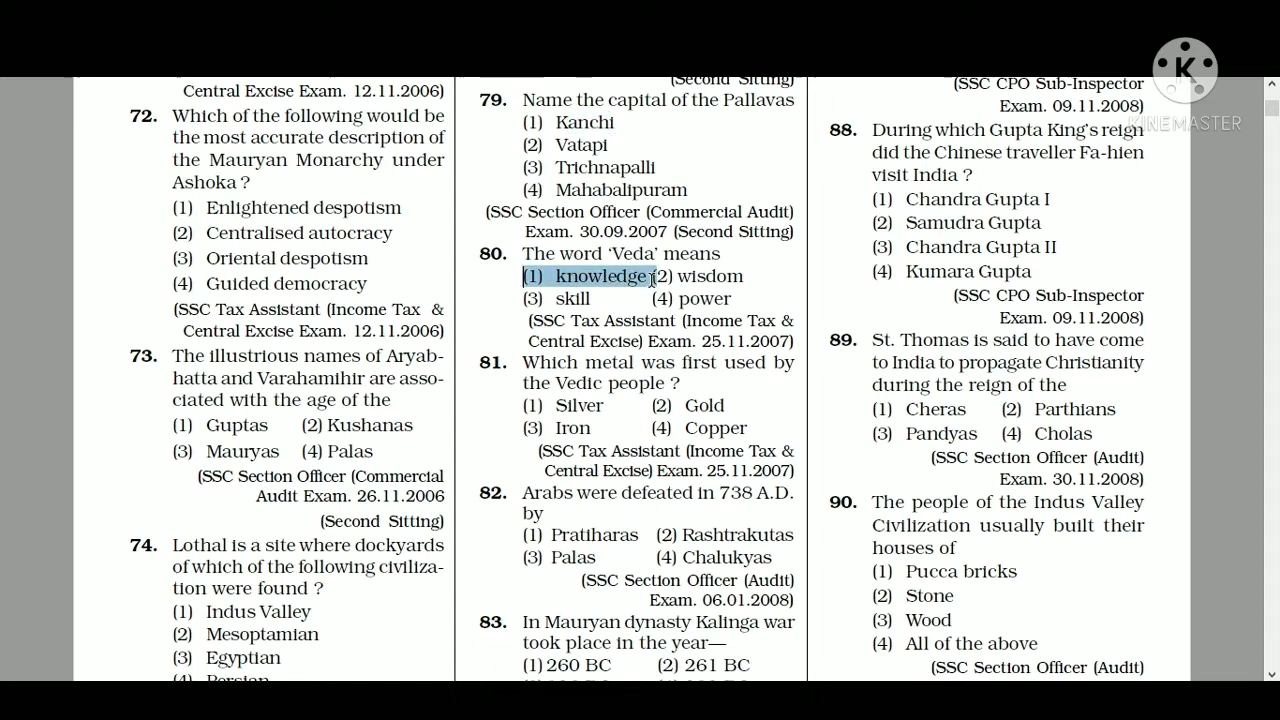 Central Excise Exam. 12.11.2006)
72. Which of the following would be
the most accurate description of
the Mauryan Monarchy under
Ashoka ?
(1) Enlightened despotism
(2) Centralised autocracy
(3) Oriental despotism
(4) Guided democracy
(SSC Tax Assistant (Income Tax &
Central Excise Exam. 12.11.2006)
73. The illustrious names of Aryab-
hatta and Varahamihir are asso-
ciated with the age of the
(1) Guptas (2) Kushanas
(3) Mauryas (4) Palas
(SSC Section Officer (Commercial
Audit Exam. 26.11.2006
(Second Sitting)
74. Lothal is a site where dockyards
of which of the following civiliza-
tion were found ?
(1) Indus Valley
(2) Mesoptamian
(3) Egyptian
(4) Persian
(Second Sitting)
79. Name the capital of the Pallavas
(1) Kanchi
(2) Vatapi
(3) Trichnapalli
(4) Mahabalipuram
(SSC Section Officer (Commercial Audit)
Exam. 30.09.2007 (Second Sitting)
80. The word ‘Veda’ means
(1) knowledge (2) wisdom
(3) skill (4) power
(SSC Tax Assistant (Income Tax &
Central Excise) Exam. 25.11.2007)
81. Which metal was first used by
the Vedic people ?
(1) Silver (2) Gold
(3) Iron (4) Copper
(SSC Tax Assistant (Income Tax &
Central Excise) Exam. 25.11.2007)
82. Arabs were defeated in 738 A.D.
by
(1) Pratiharas (2) Rashtrakutas
(3) Palas (4) Chalukyas
(SSC Section Officer (Audit)
Exam. 06.01.2008)
83. In Mauryan dynasty Kalinga war
took place in the year—
(1) 260 BC (2) 261 BC
(SSC CPO Sub-Inspector
Exam. 09.11.2008)
88. During which Gupta King’s reign
did the Chinese traveller Fa-hien
visit India ?
(1) Chandra Gupta I
(2) Samudra Gupta
(3) Chandra Gupta II
(4) Kumara Gupta
(SSC CPO Sub-Inspector
Exam. 09.11.2008)
89. St. Thomas is said to have come
to India to propagate Christianity
during the reign of the
(1) Cheras (2) Parthians
(3) Pandyas (4) Cholas
(SSC Section Officer (Audit)
Exam. 30.11.2008)
90. The people of the Indus Valley
Civilization usually built their
houses of
(1) Pucca bricks
(2) Stone
(3) Wood
(4) All of the above
(SSC Section Officer (Audit)
K
KINEMASTER